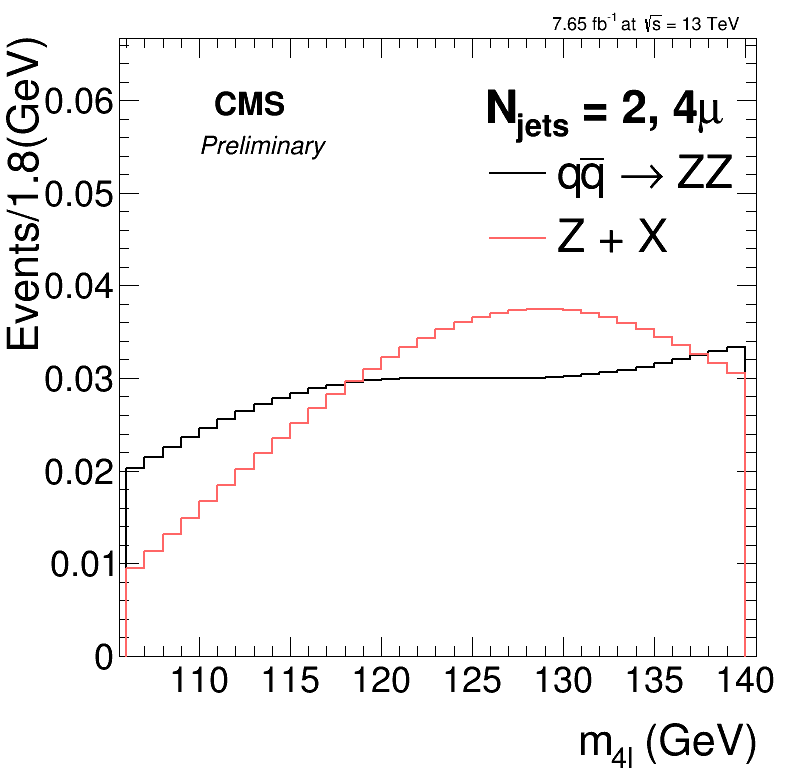 7.65 fb⁻¹ at √s = 13 TeV
CMS
Preliminary
N_jets = 2, 4μ
qq̅ → ZZ
Z + X
Events/1.8(GeV)
0.06
0.05
0.04
0.03
0.02
0.01
0
110 115 120 125 130 135 140
m_4l (GeV)